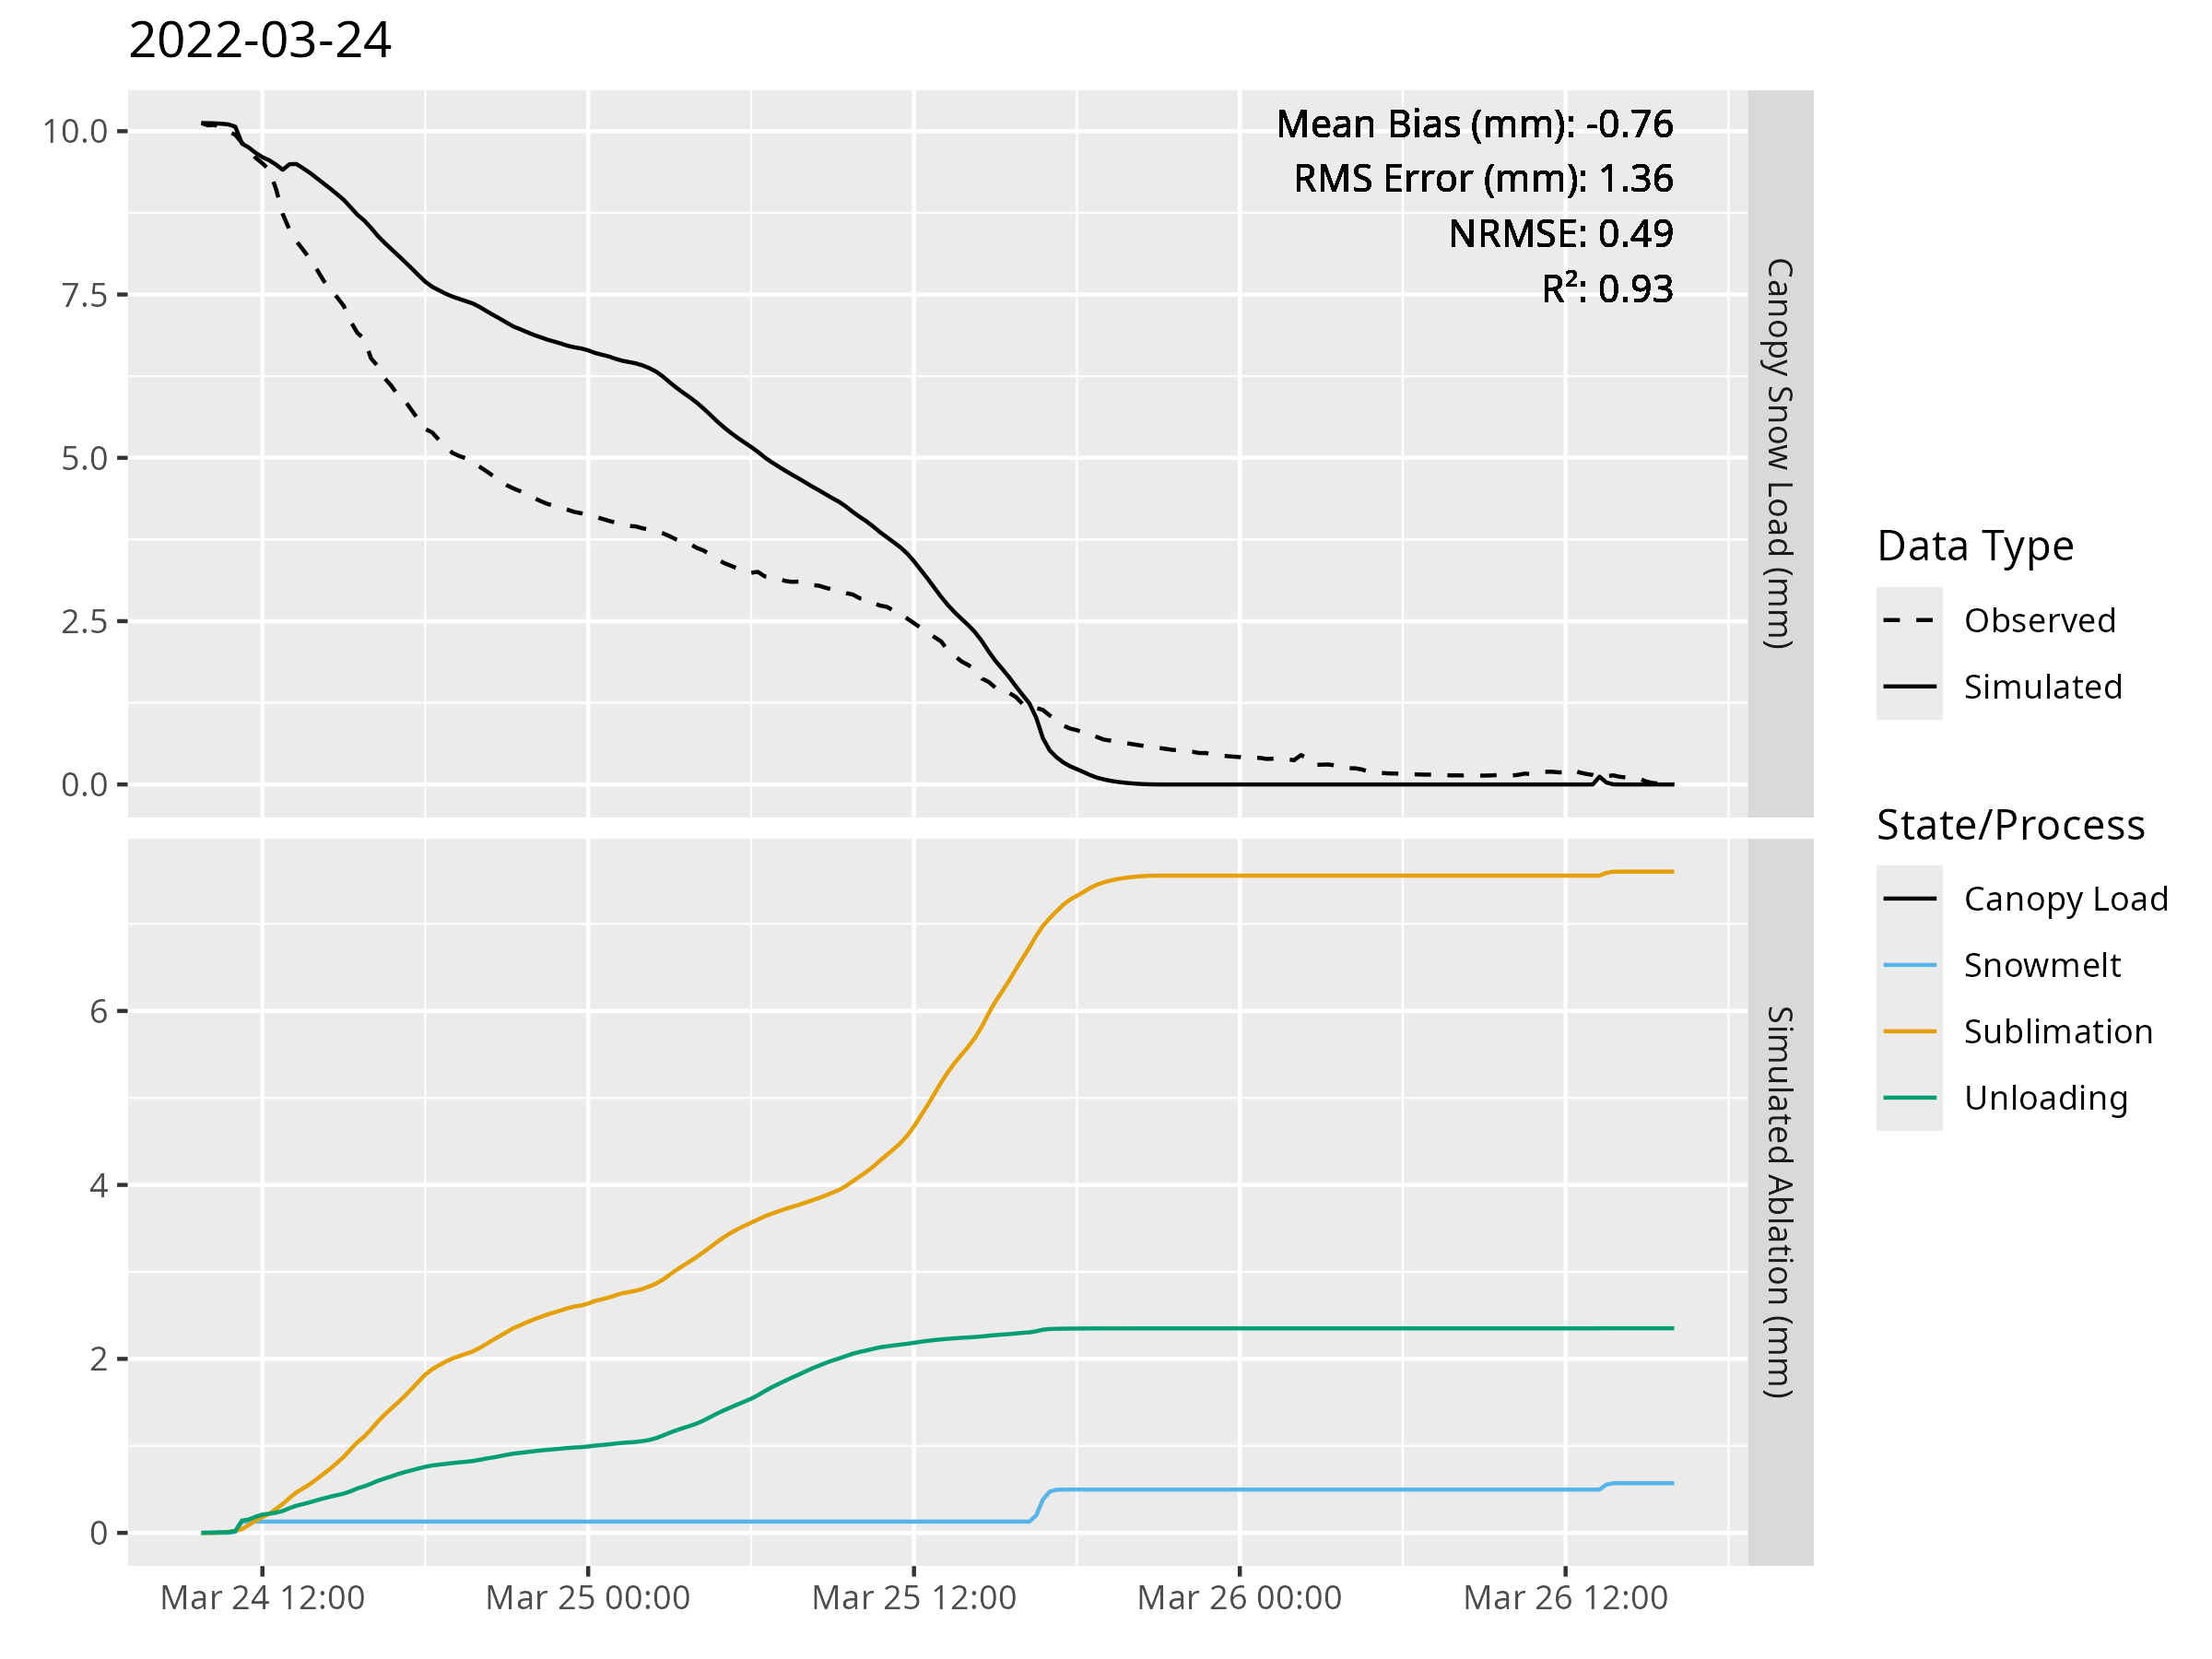 2022-03-24
Mean Bias (mm): -0.76
RMS Error (mm): 1.36
NRMSE: 0.49
R²: 0.93
10.0
7.5
5.0
2.5
0.0
Canopy Snow Load (mm)
6
4
2
0
Simulated Ablation (mm)
Mar 24 12:00
Mar 25 00:00
Mar 25 12:00
Mar 26 00:00
Mar 26 12:00
Data Type
Observed
Simulated
State/Process
Canopy Load
Snowmelt
Sublimation
Unloading